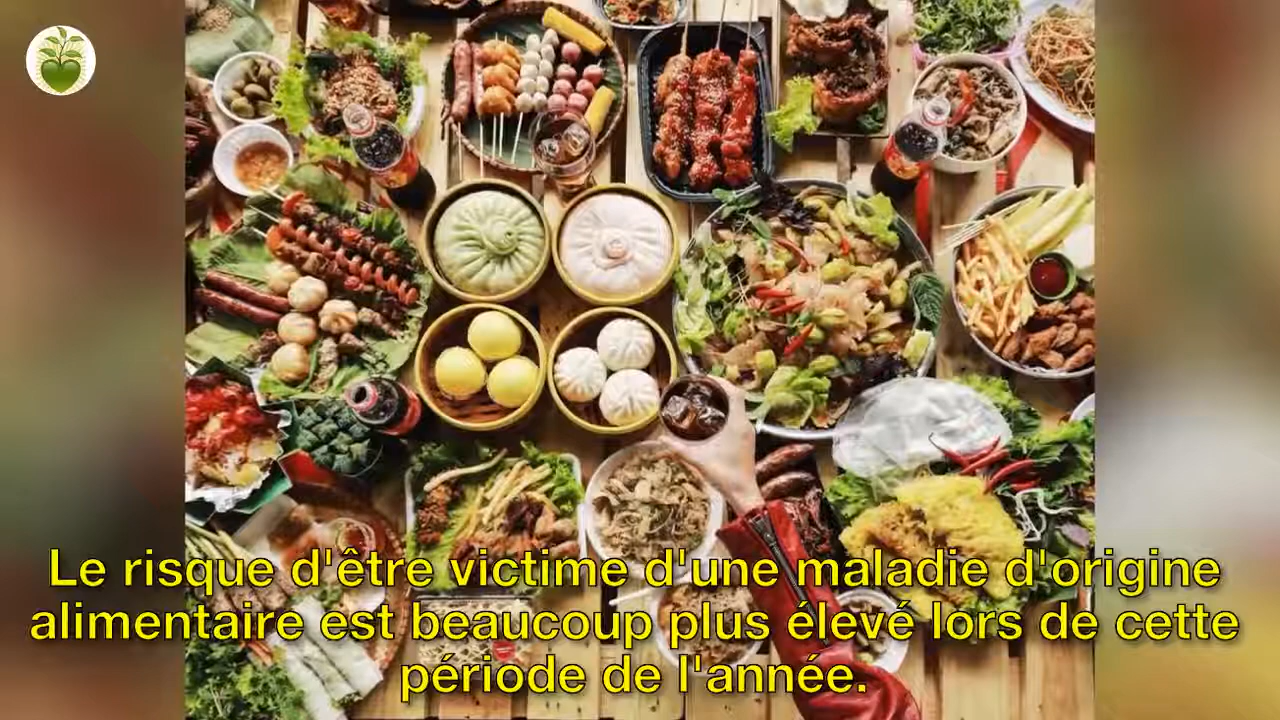 Le risque d'être victime d'une maladie d'origine
alimentaire est beaucoup plus élevé lors de cette
période de l'année.